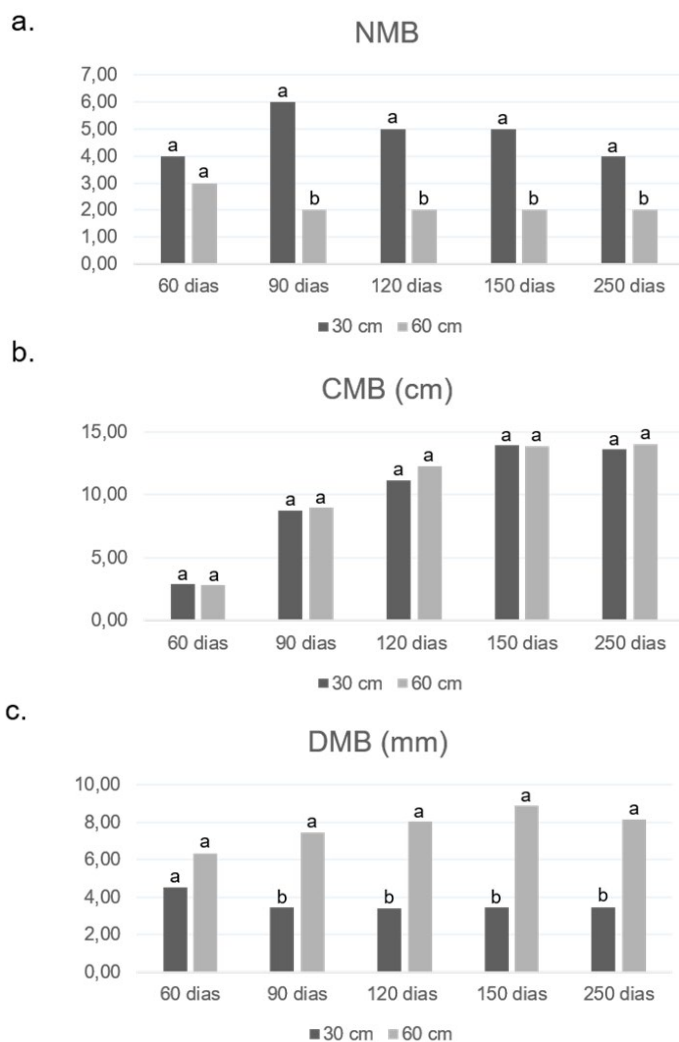 a.
NMB
7,00
6,00
5,00
4,00
3,00
2,00
1,00
0,00
a a a b a b a b a b
60 dias 90 dias 120 dias 150 dias 250 dias
30 cm 60 cm
b.
CMB (cm)
15,00
10,00
5,00
0,00
a a a a a a a a a a
60 dias 90 dias 120 dias 150 dias 250 dias
30 cm 60 cm
c.
DMB (mm)
10,00
8,00
6,00
4,00
2,00
0,00
a a b a b a b a b a
60 dias 90 dias 120 dias 150 dias 250 dias
30 cm 60 cm